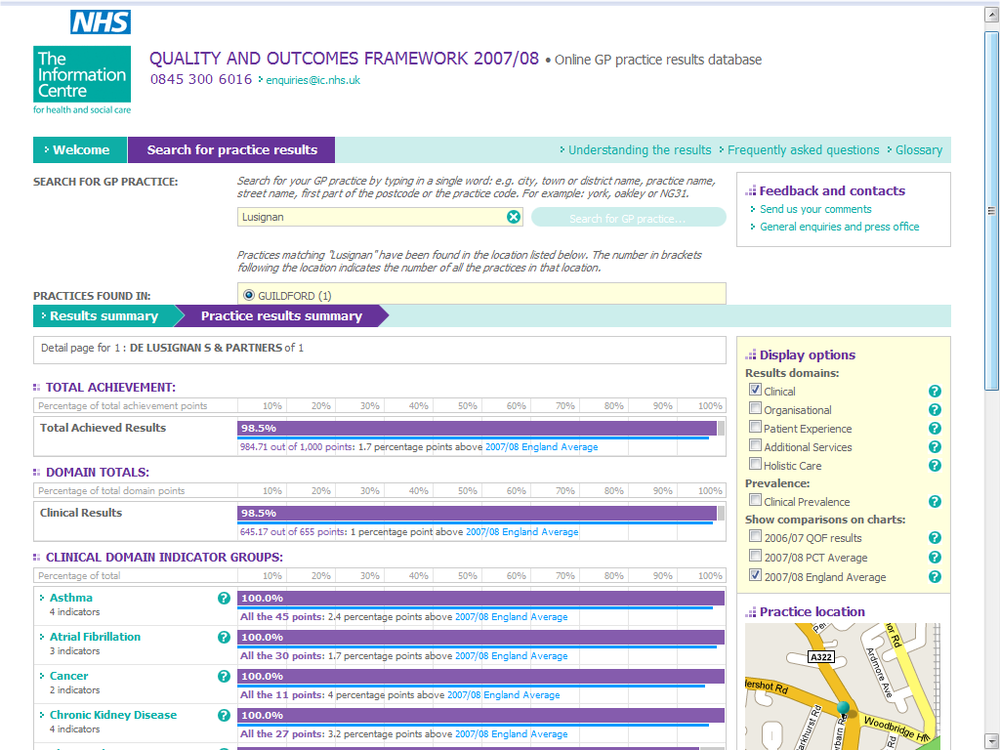 NHS
The
Information
Centre
for health and social care
QUALITY AND OUTCOMES FRAMEWORK 2007/08 • Online GP practice results database
0845 300 6016 enquiries@ic.nhs.uk
Welcome
Search for practice results
Understanding the results
Frequently asked questions
Glossary
SEARCH FOR GP PRACTICE:
Search for your GP practice by typing in a single word: e.g. city, town or district name, practice name,
street name, first part of the postcode or the practice code. For example: york, oakley or NG31.
Lusignan
Search for GP practice...
Practices matching "Lusignan" have been found in the location listed below. The number in brackets
following the location indicates the number of all the practices in that location.
PRACTICES FOUND IN:
GUILDFORD (1)
Feedback and contacts
Send us your comments
General enquiries and press office
Results summary
Practice results summary
Detail page for 1 : DE LUSIGNAN S & PARTNERS of 1
TOTAL ACHIEVEMENT:
Percentage of total achievement points 10% 20% 30% 40% 50% 60% 70% 80% 90% 100%
Total Achieved Results 98.5%
984.71 out of 1,000 points: 1.7 percentage points above 2007/08 England Average
DOMAIN TOTALS:
Percentage of total domain points 10% 20% 30% 40% 50% 60% 70% 80% 90% 100%
Clinical Results 98.5%
645.17 out of 655 points: 1 percentage point above 2007/08 England Average
CLINICAL DOMAIN INDICATOR GROUPS:
Percentage of total 10% 20% 30% 40% 50% 60% 70% 80% 90% 100%
Asthma ? 100.0%
4 indicators
All the 45 points: 2.4 percentage points above 2007/08 England Average
Atrial Fibrillation ? 100.0%
3 indicators
All the 30 points: 1.7 percentage points above 2007/08 England Average
Cancer ? 100.0%
2 indicators
All the 11 points: 4 percentage points above 2007/08 England Average
Chronic Kidney Disease ? 100.0%
4 indicators
All the 27 points: 3.2 percentage points above 2007/08 England Average
Display options
Results domains:
Clinical ?
Organisational ?
Patient Experience ?
Additional Services ?
Holistic Care ?
Prevalence:
Clinical Prevalence ?
Show comparisons on charts:
2006/07 QOF results ?
2007/08 PCT Average ?
2007/08 England Average ?
Practice location
A322
Ardmore Ave
Rd
ershot Rd
Woodbridge H